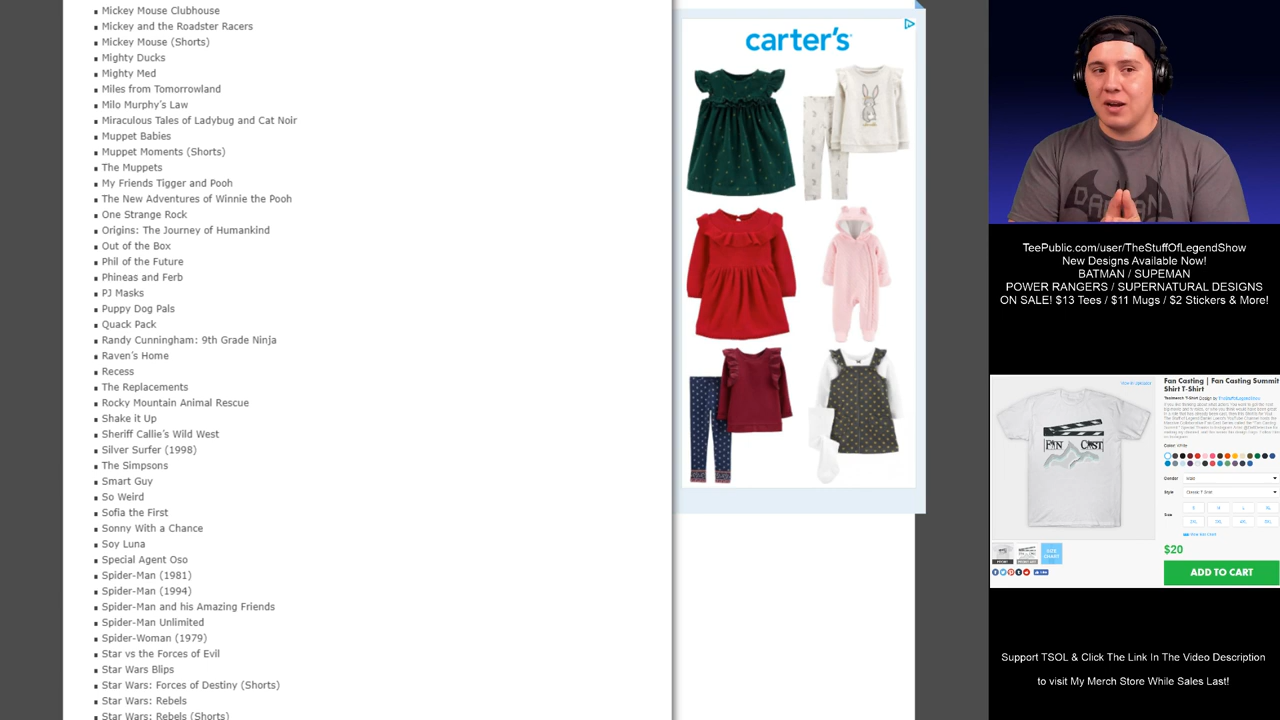 Mickey Mouse Clubhouse
Mickey and the Roadster Racers
Mickey Mouse (Shorts)
Mighty Ducks
Mighty Med
Miles from Tomorrowland
Milo Murphy's Law
Miraculous Tales of Ladybug and Cat Noir
Muppet Babies
Muppet Moments (Shorts)
The Muppets
My Friends Tigger and Pooh
The New Adventures of Winnie the Pooh
One Strange Rock
Origins: The Journey of Humankind
Out of the Box
Phil of the Future
Phineas and Ferb
PJ Masks
Puppy Dog Pals
Quack Pack
Randy Cunningham: 9th Grade Ninja
Raven's Home
Recess
The Replacements
Rocky Mountain Animal Rescue
Shake it Up
Sheriff Callie's Wild West
Silver Surfer (1998)
The Simpsons
Smart Guy
So Weird
Sofia the First
Sonny With a Chance
Soy Luna
Special Agent Oso
Spider-Man (1981)
Spider-Man (1994)
Spider-Man and his Amazing Friends
Spider-Man Unlimited
Spider-Woman (1979)
Star vs the Forces of Evil
Star Wars Blips
Star Wars: Forces of Destiny (Shorts)
Star Wars: Rebels
Star Wars: Rebels (Shorts)
carter's
TeePublic.com/user/TheStuffOfLegendShow
New Designs Available Now!
BATMAN / SUPEMAN
POWER RANGERS / SUPERNATURAL DESIGNS
ON SALE! $13 Tees / $11 Mugs / $2 Stickers & More!
Fan Casting | Fan Casting Summit
Shirt T-Shirt
FAN CAST
Color: White
Gender
Style
Classic T-Shirt
Size
SIZE
CHART
$20
ADD TO CART
Support TSOL & Click The Link In The Video Description
to visit My Merch Store While Sales Last!